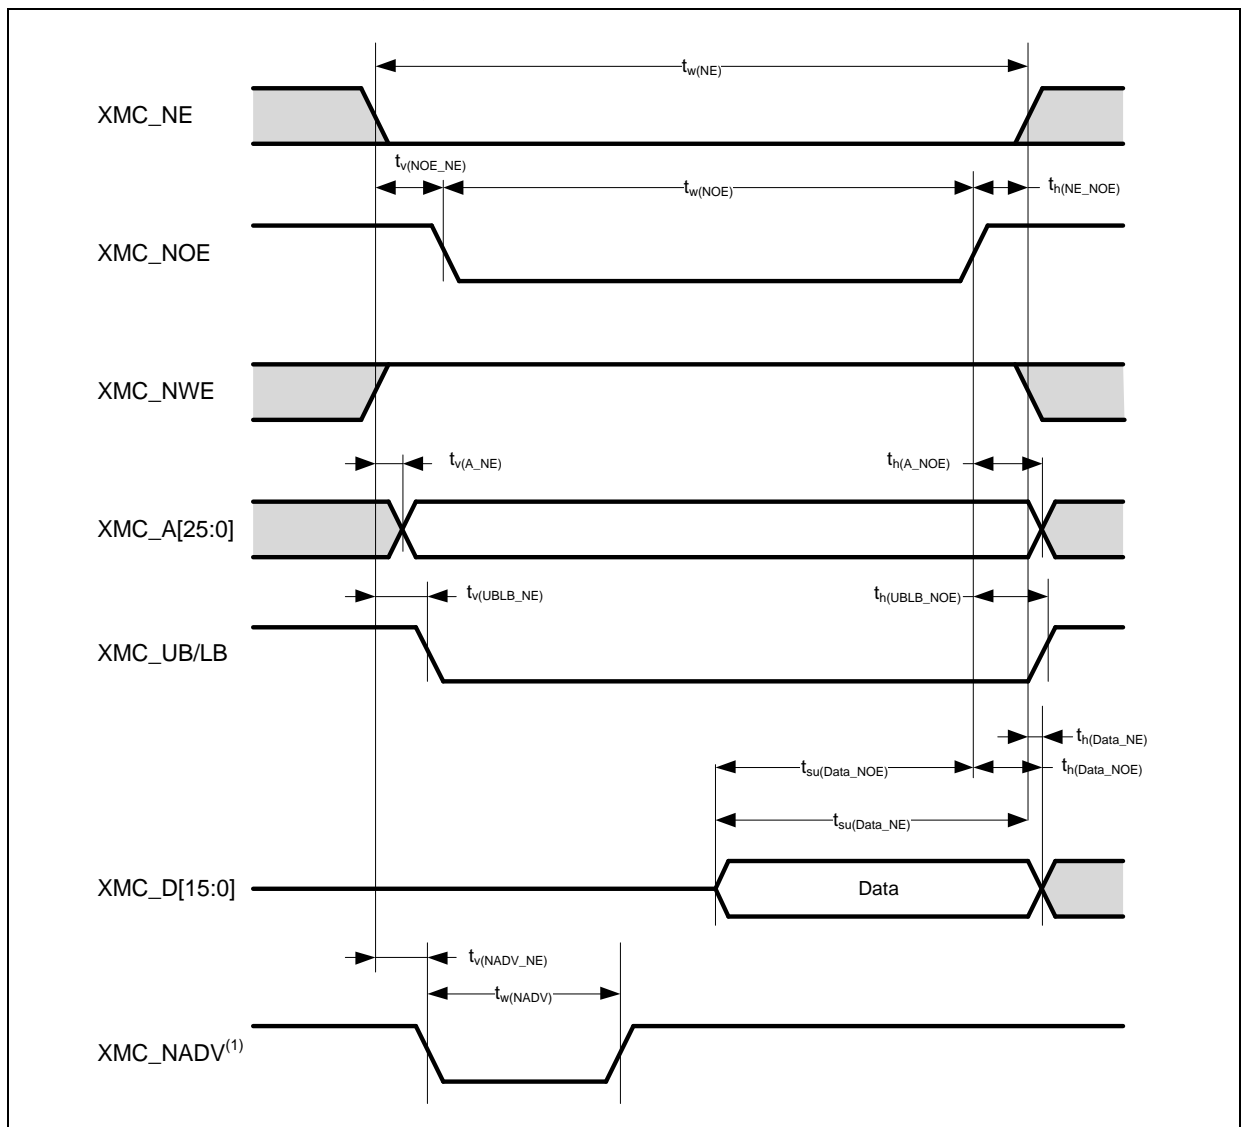 t_w(NE)
XMC_NE
t_v(NOE_NE)
t_w(NOE)
t_h(NE_NOE)
XMC_NOE
XMC_NWE
t_v(A_NE)
t_h(A_NOE)
XMC_A[25:0]
t_v(UBLB_NE)
t_h(UBLB_NOE)
XMC_UB/LB
t_h(Data_NE)
t_su(Data_NOE)
t_h(Data_NOE)
t_su(Data_NE)
XMC_D[15:0]
Data
t_v(NADV_NE)
t_w(NADV)
XMC_NADV(1)